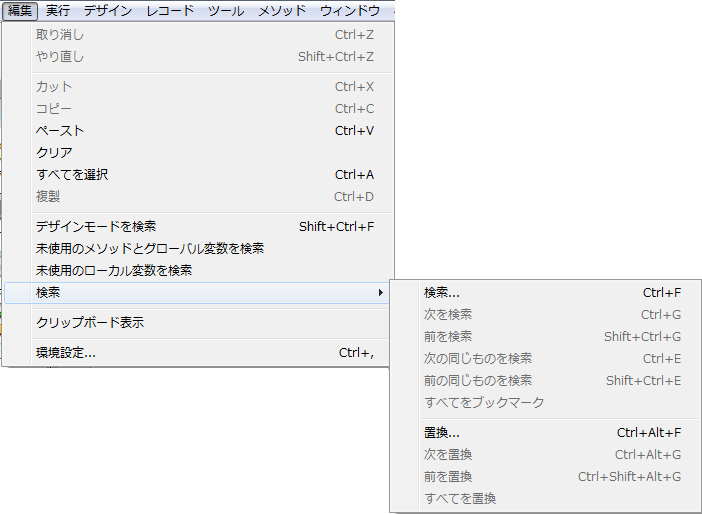 編集 実行 デザイン レコード ツール メソッド ウィンドウ
取り消し Ctrl+Z
やり直し Shift+Ctrl+Z
カット Ctrl+X
コピー Ctrl+C
ペースト Ctrl+V
クリア
すべてを選択 Ctrl+A
複製 Ctrl+D
デザインモードを検索 Shift+Ctrl+F
未使用のメソッドとグローバル変数を検索
未使用のローカル変数を検索
検索
クリップボード表示
環境設定... Ctrl+,
検索... Ctrl+F
次を検索 Ctrl+G
前を検索 Shift+Ctrl+G
次の同じものを検索 Ctrl+E
前の同じものを検索 Shift+Ctrl+E
すべてをブックマーク
置換... Ctrl+Alt+F
次を置換 Ctrl+Alt+G
前を置換 Ctrl+Shift+Alt+G
すべてを置換